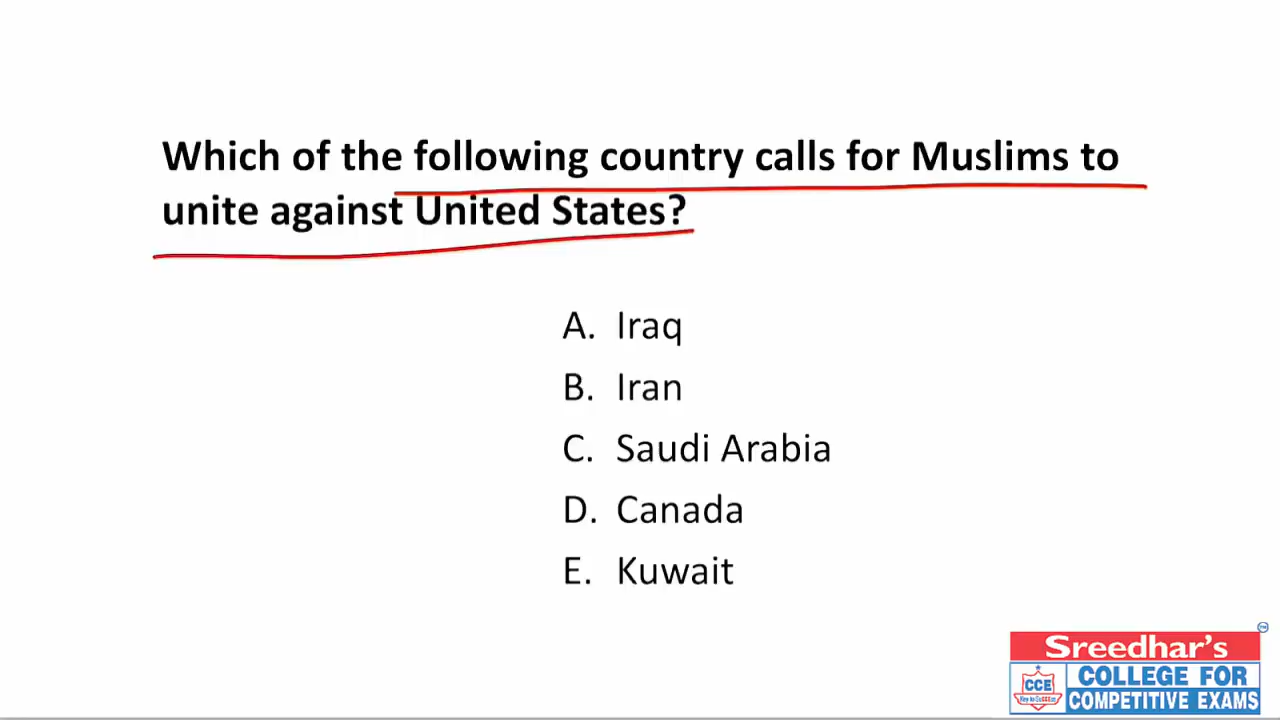 Which of the following country calls for Muslims to
unite against United States?
A. Iraq
B. Iran
C. Saudi Arabia
D. Canada
E. Kuwait
Sreedhar's
CCE
COLLEGE FOR
COMPETITIVE EXAMS